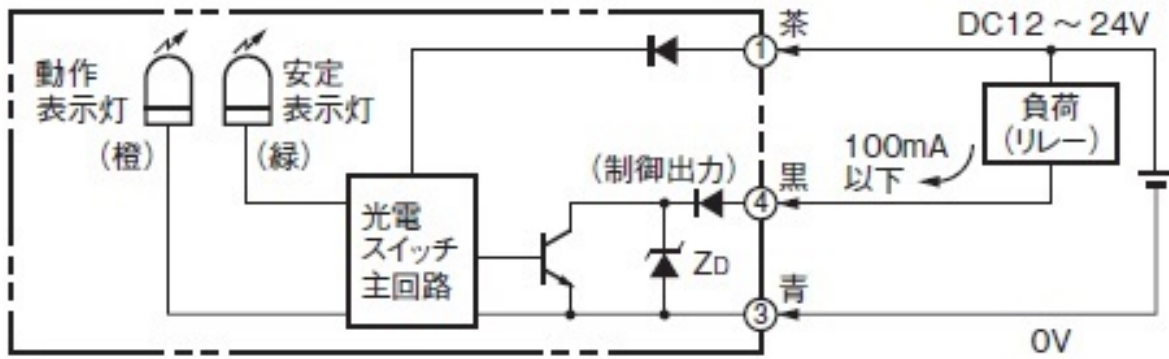 動作
表示灯
(橙)
安定
表示灯
(緑)
光電
スイッチ
主回路
(制御出力)
ZD
茶
①
黒
④
青
③
DC12～24V
負荷
(リレー)
100mA
以下
0V